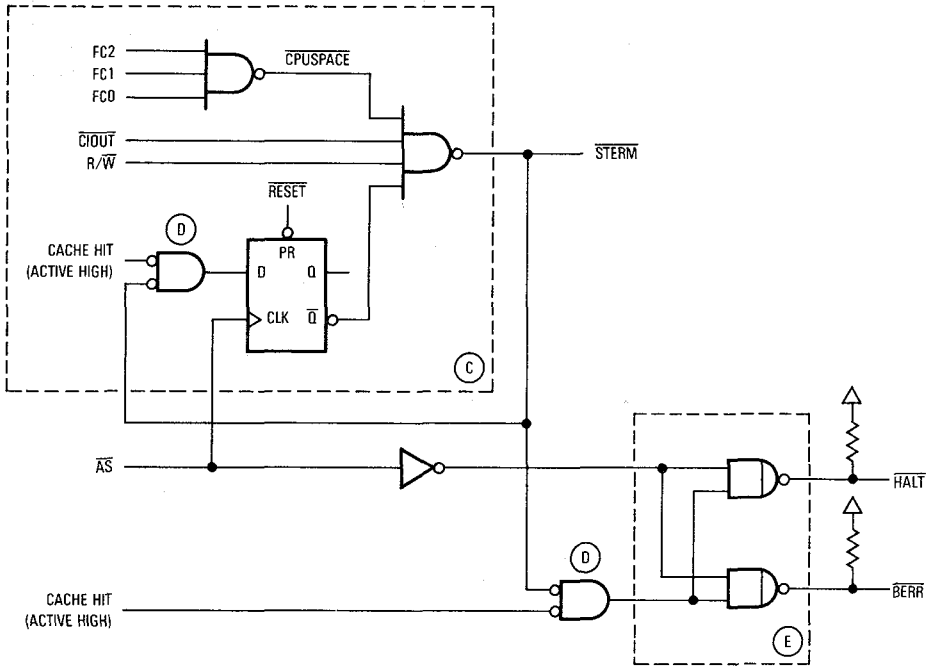 FC2
FC1
FC0
CPUSPACE
CIOUT
R/W
STERM
RESET
D
CACHE HIT
(ACTIVE HIGH)
PR
D
Q
CLK
Q
C
AS
HALT
D
CACHE HIT
(ACTIVE HIGH)
BERR
E